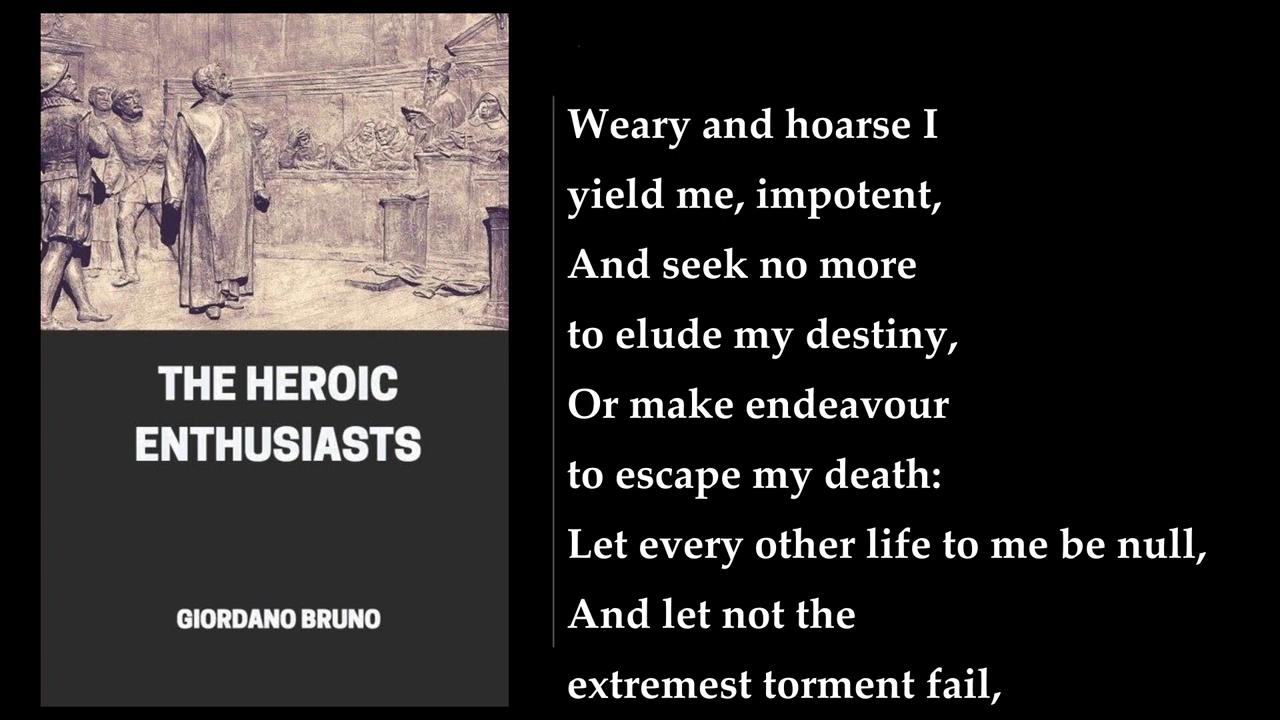 THE HEROIC
ENTHUSIASTS
GIORDANO BRUNO
Weary and hoarse I
yield me, impotent,
And seek no more
to elude my destiny,
Or make endeavour
to escape my death:
Let every other life to me be null,
And let not the
extremest torment fail,